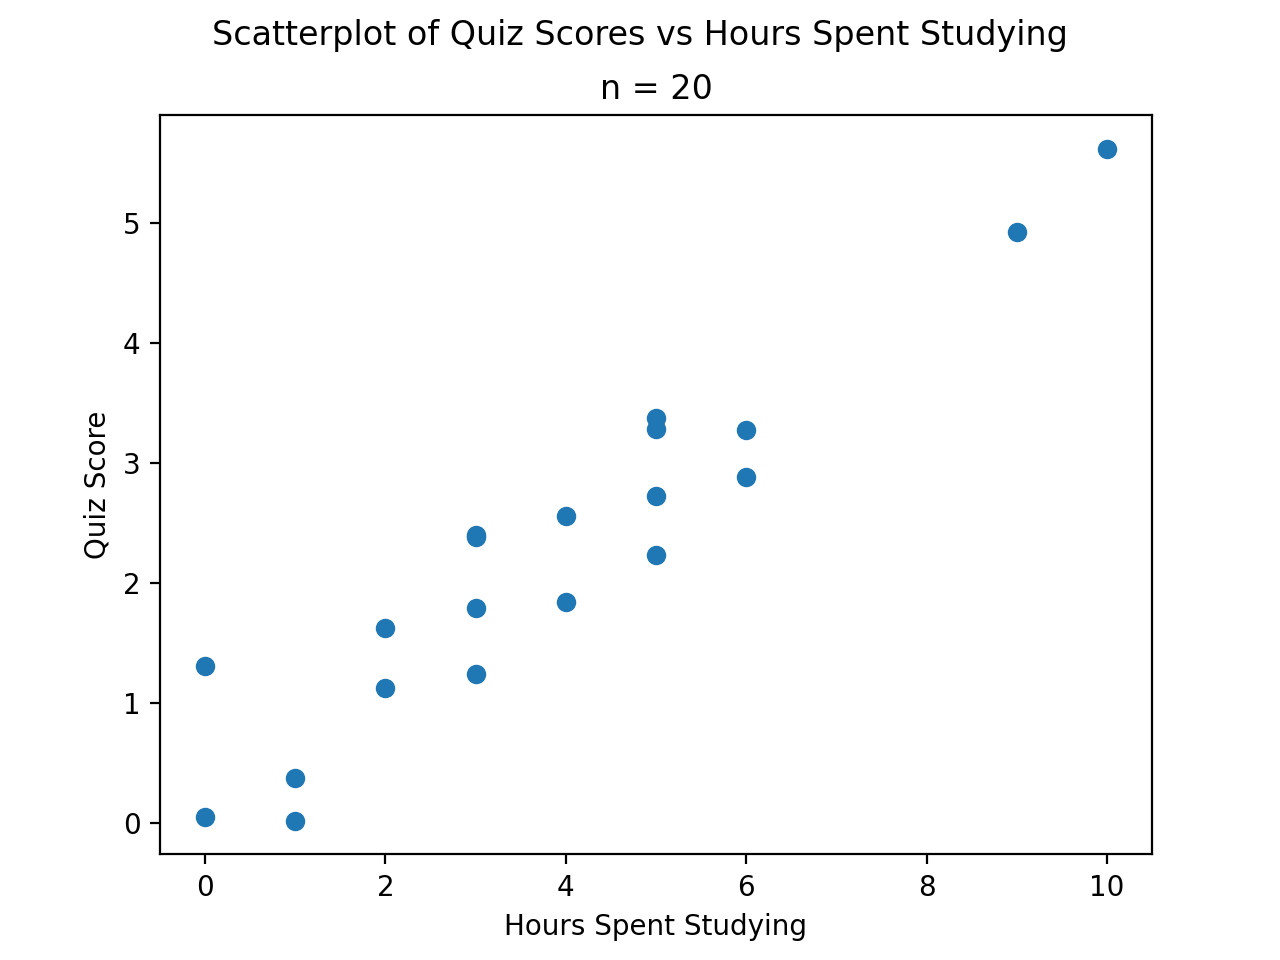 Scatterplot of Quiz Scores vs Hours Spent Studying
n = 20
5
4
3
2
1
0
Quiz Score
0 2 4 6 8 10
Hours Spent Studying